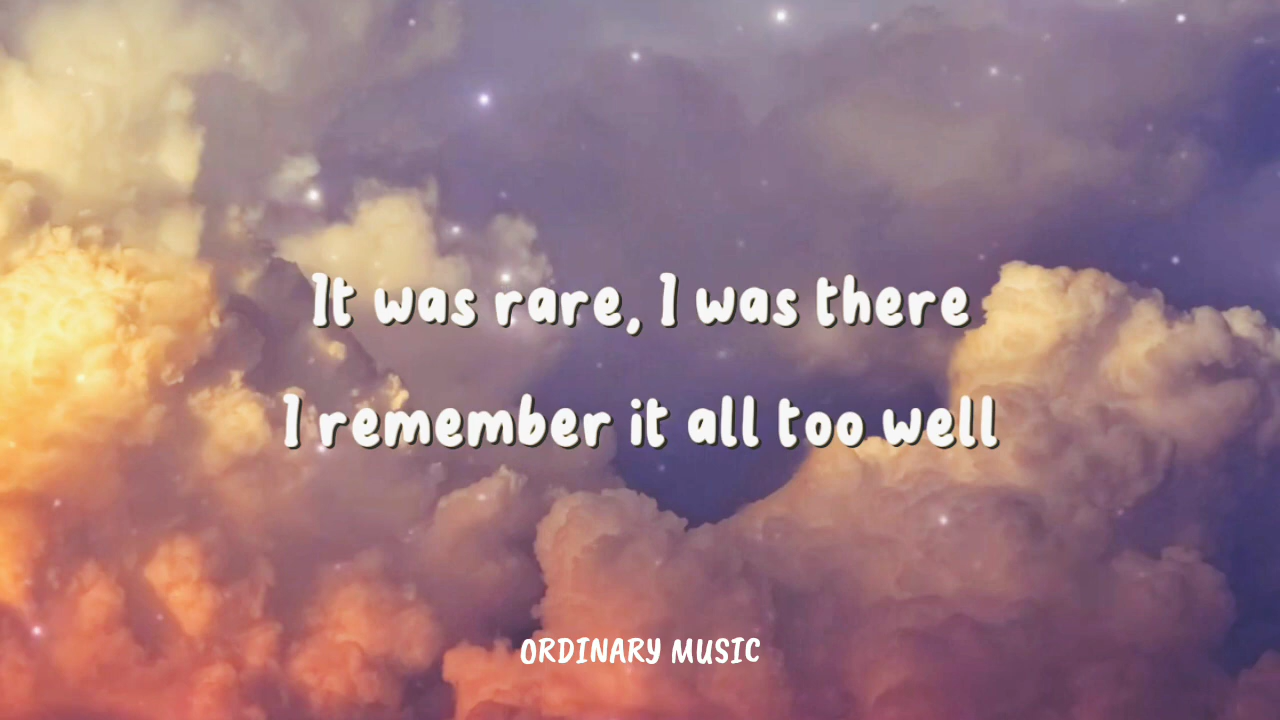 It was rare, I was there
I remember it all too well
ORDINARY MUSIC